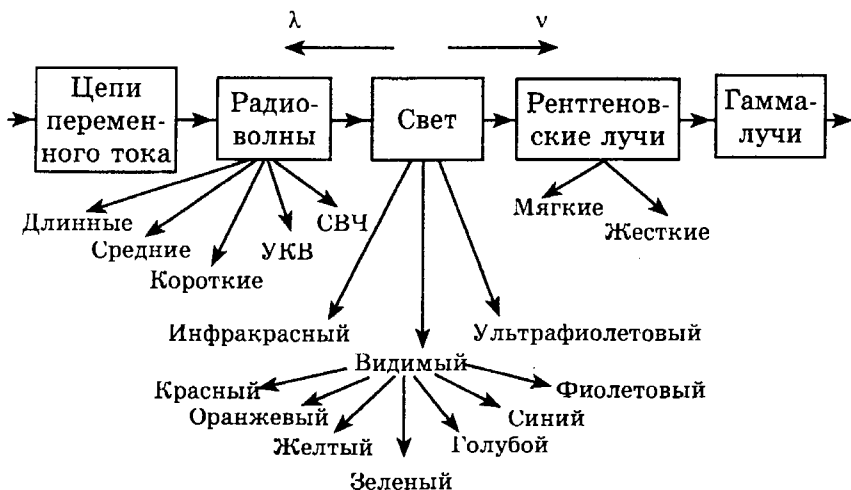 λ
ν
Цепи
перемен-
ного тока
Радио-
волны
Свет
Рентгенов-
ские лучи
Гамма-
лучи
Длинные
Средние
Короткие
УКВ
СВЧ
Мягкие
Жесткие
Инфракрасный
Видимый
Ультрафиолетовый
Красный
Оранжевый
Желтый
Зеленый
Голубой
Синий
Фиолетовый